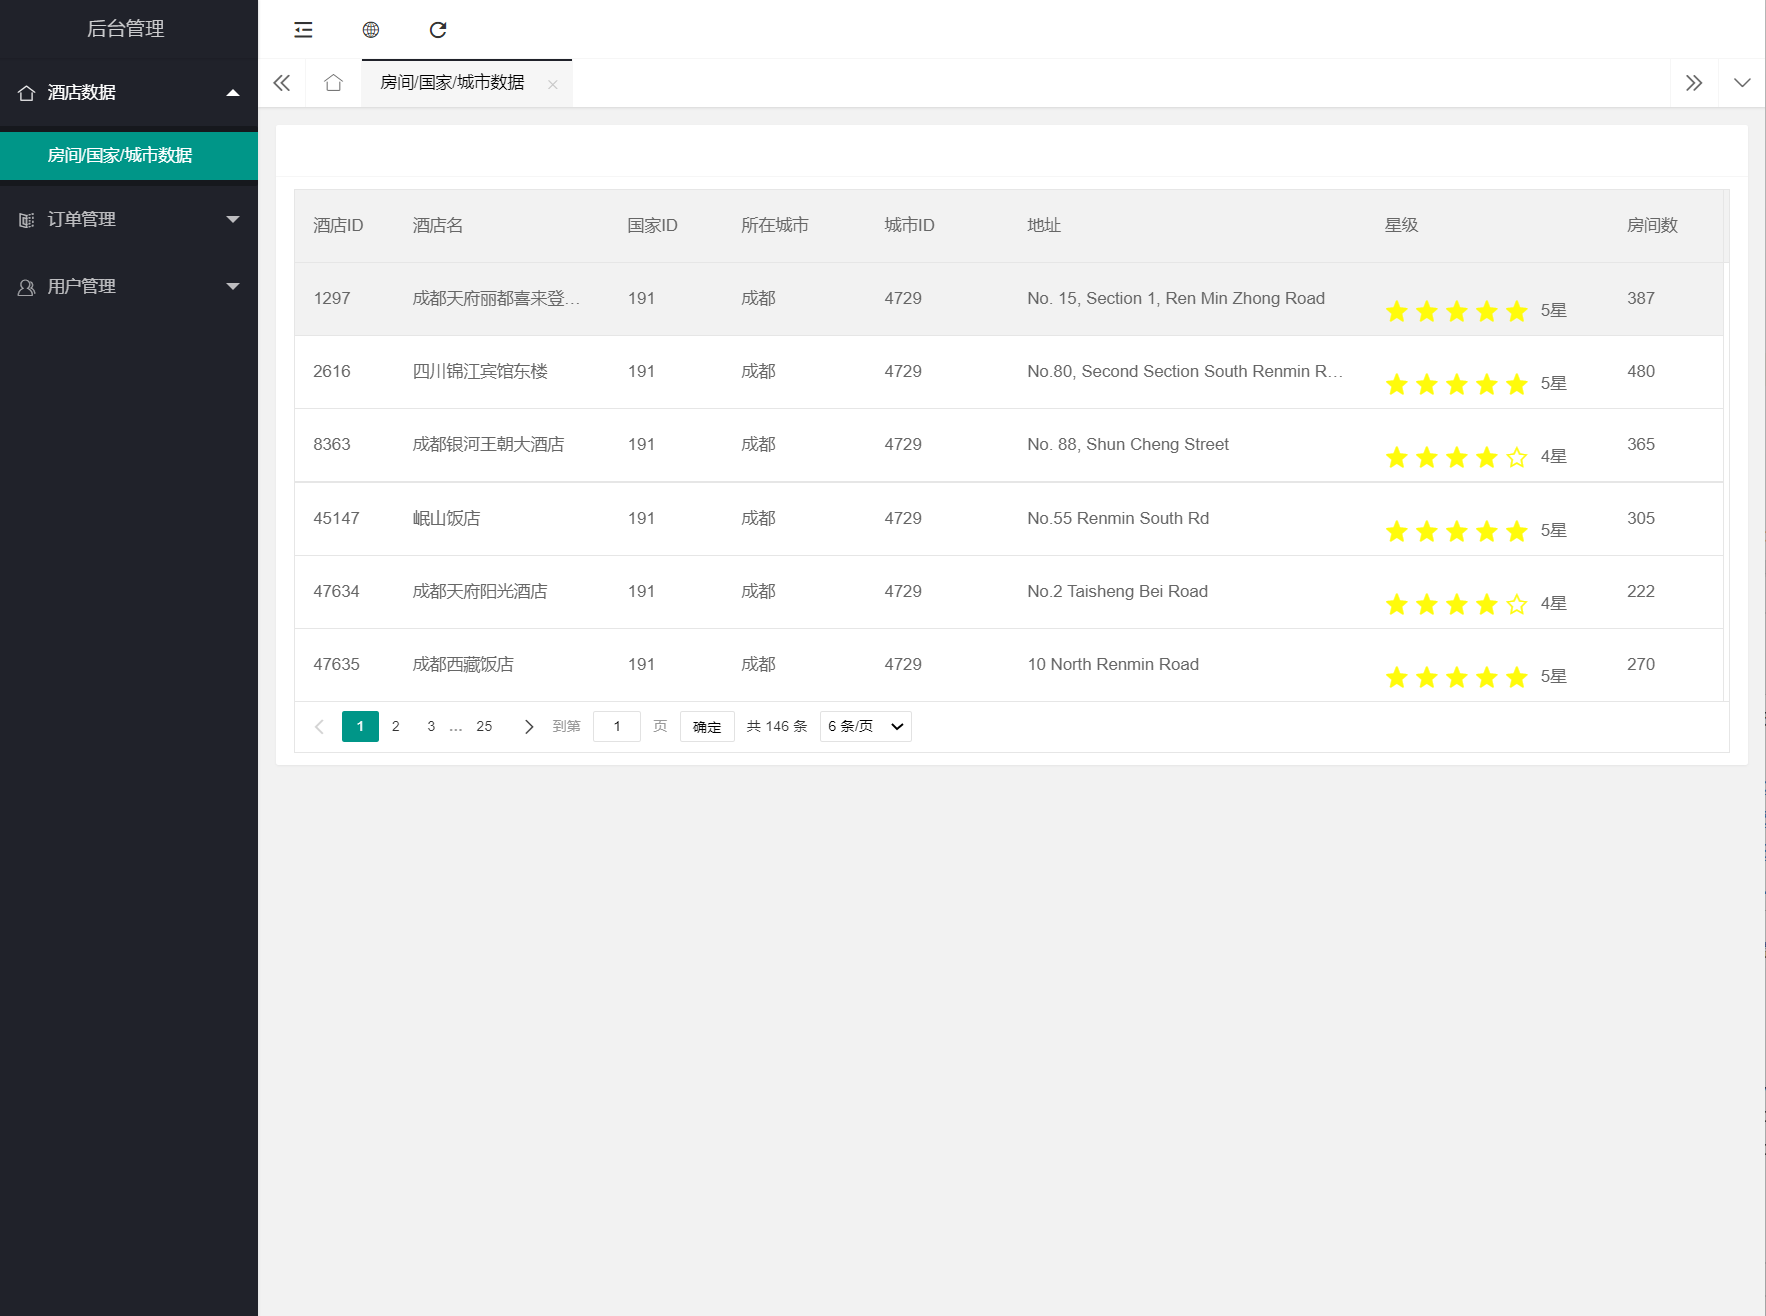 后台管理
酒店数据
房间/国家/城市数据
订单管理
用户管理
房间/国家/城市数据
酒店ID 酒店名 国家ID 所在城市 城市ID 地址 星级 房间数
1297 成都天府丽都喜来登… 191 成都 4729 No. 15, Section 1, Ren Min Zhong Road 5星 387
2616 四川锦江宾馆东楼 191 成都 4729 No.80, Second Section South Renmin R… 5星 480
8363 成都银河王朝大酒店 191 成都 4729 No. 88, Shun Cheng Street 4星 365
45147 岷山饭店 191 成都 4729 No.55 Renmin South Rd 5星 305
47634 成都天府阳光酒店 191 成都 4729 No.2 Taisheng Bei Road 4星 222
47635 成都西藏饭店 191 成都 4729 10 North Renmin Road 5星 270
1 2 3 … 25 到第 1 页 确定 共 146 条 6 条/页